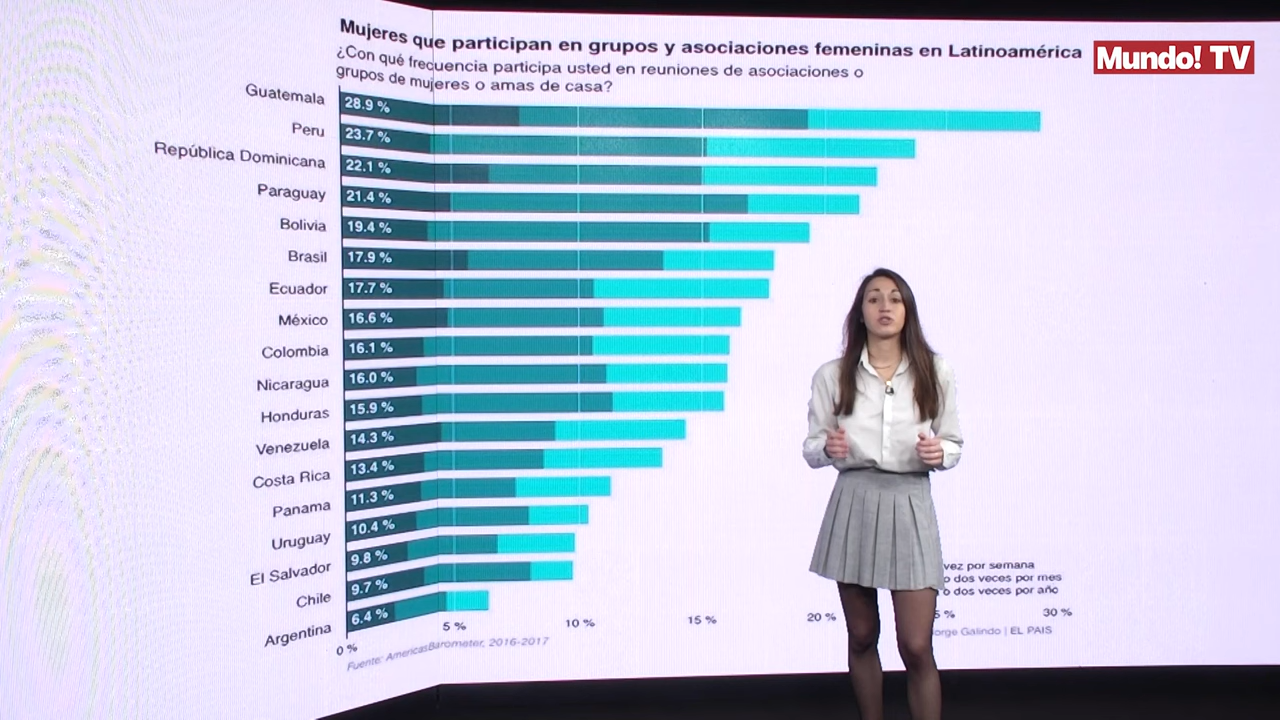 Mujeres que participan en grupos y asociaciones femeninas en Latinoamérica
Mundo! TV
¿Con qué frecuencia participa usted en reuniones de asociaciones o
grupos de mujeres o amas de casa?
Guatemala 28.9 %
Peru 23.7 %
República Dominicana 22.1 %
Paraguay 21.4 %
Bolivia 19.4 %
Brasil 17.9 %
Ecuador 17.7 %
México 16.6 %
Colombia 16.1 %
Nicaragua 16.0 %
Honduras 15.9 %
Venezuela 14.3 %
Costa Rica 13.4 %
Panama 11.3 %
Uruguay 10.4 %
El Salvador 9.8 %
Chile 9.7 %
Argentina 6.4 %
vez por semana
o dos veces por mes
o dos veces por año
0 % 5 % 10 % 15 % 20 % 5 % 30 %
Fuente: AmericasBarometer, 2016-2017
orge Galindo | EL PAIS